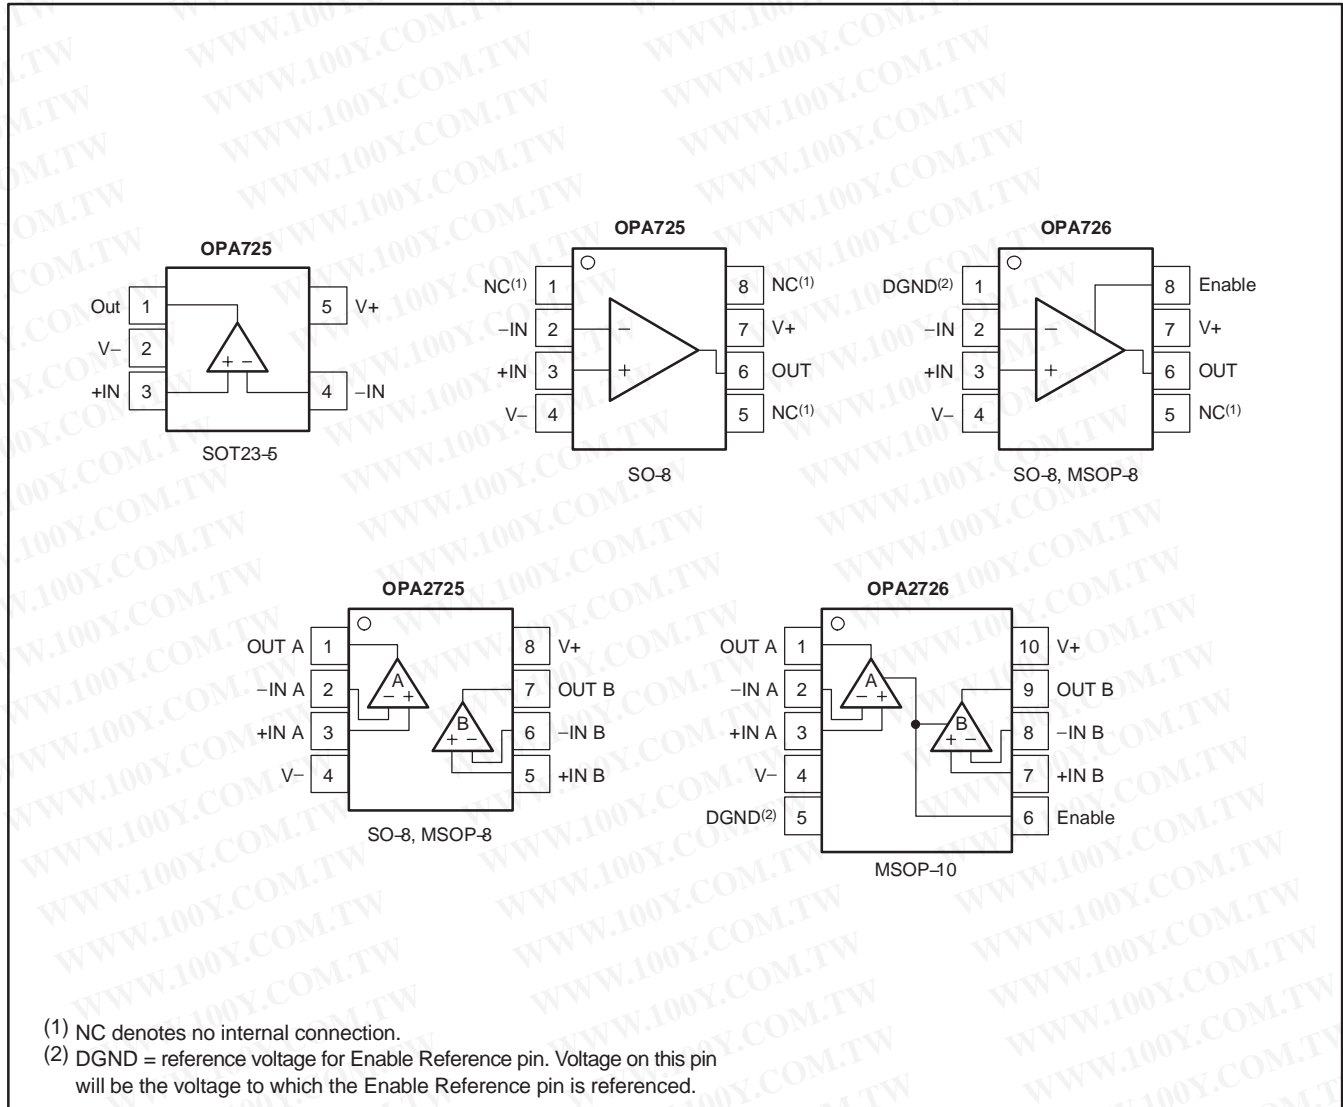 OPA725
Out 1
V− 2
+IN 3
5 V+
4 −IN
+ −
SOT23-5
OPA725
NC(1) 1
−IN 2
+IN 3
V− 4
8 NC(1)
7 V+
6 OUT
5 NC(1)
−
+
SO-8
OPA726
DGND(2) 1
−IN 2
+IN 3
V− 4
8 Enable
7 V+
6 OUT
5 NC(1)
−
+
SO-8, MSOP-8
OPA2725
OUT A 1
−IN A 2
+IN A 3
V− 4
8 V+
7 OUT B
6 −IN B
5 +IN B
A
− +
B
+ −
SO-8, MSOP-8
OPA2726
OUT A 1
−IN A 2
+IN A 3
V− 4
DGND(2) 5
10 V+
9 OUT B
8 −IN B
7 +IN B
6 Enable
A
− +
B
+ −
MSOP-10
(1) NC denotes no internal connection.
(2) DGND = reference voltage for Enable Reference pin. Voltage on this pin
will be the voltage to which the Enable Reference pin is referenced.
WWW.100Y.COM.TW